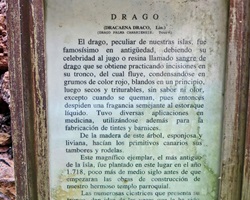 DRAGO
(DRACAENA DRACO, Lin.)
El drago, peculiar de nuestras islas, fue
famosísimo en antigüedad, debiendo su
celebridad al jugo o resina llamado sangre de
drago que se obtiene practicando incisiones en
su tronco, del cual fluye, condensándose en
grumos de color rojo, blandos en un principio,
luego secos y triturables, sin sabor ni olor,
excepto cuando se queman, pues entonces
despiden una fragancia semejante al estoraque
líquido. Tuvo diversas aplicaciones en
medicina, utilizándose además para la
fabricación de tintes y barnices.
De la madera de este árbol, esponjosa y
liviana, hacían los primitivos canarios sus
tambores y rodelas.
Este magnífico ejemplar, el más antiguo
de la Isla, fue plantado en este lugar en el año
1.718, poco más de medio siglo antes de que
empezaran las obras de construcción de
nuestro hermoso templo parroquial.
Las numerosas cicatrices que presenta